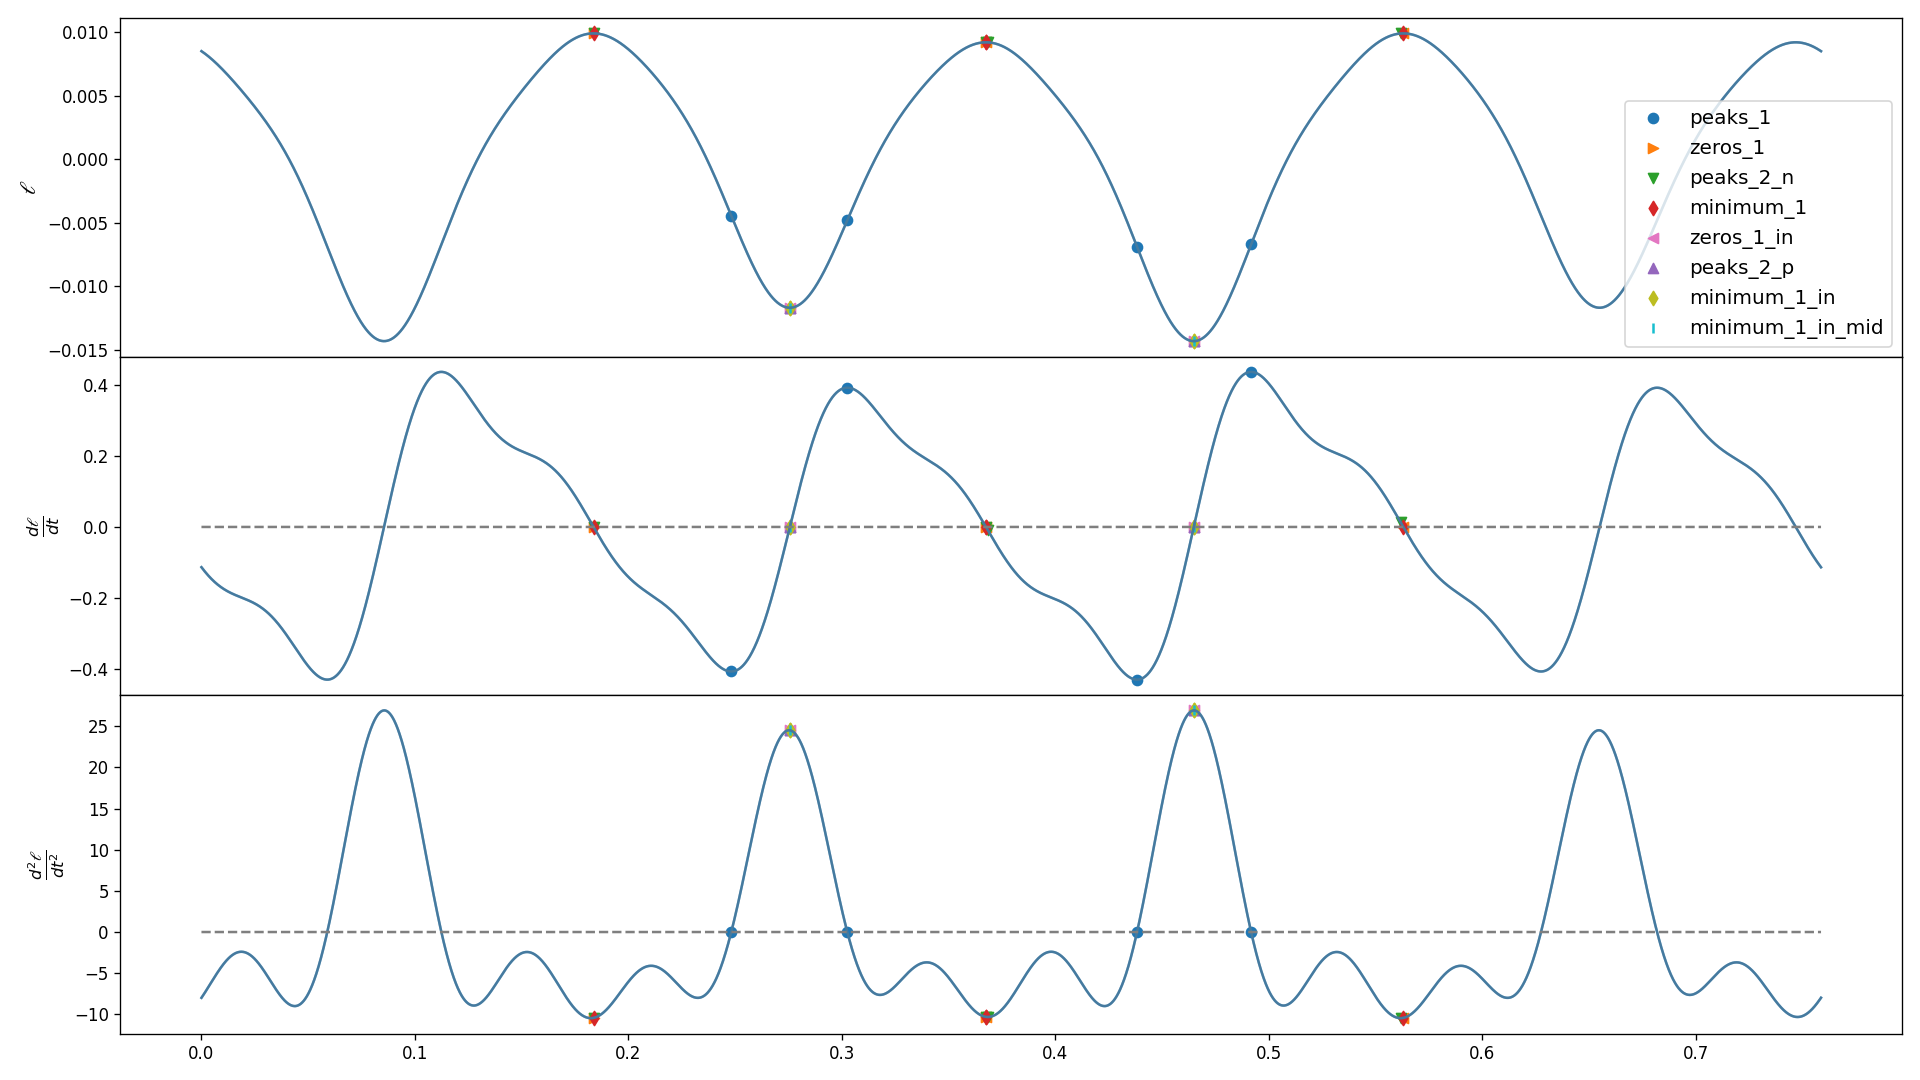 0.010
0.005
0.000
−0.005
−0.010
−0.015
ℓ
peaks_1
zeros_1
peaks_2_n
minimum_1
zeros_1_in
peaks_2_p
minimum_1_in
minimum_1_in_mid
0.4
0.2
0.0
−0.2
−0.4
dℓ
dt
25
20
15
10
5
0
−5
−10
d²ℓ
dt²
0.0 0.1 0.2 0.3 0.4 0.5 0.6 0.7